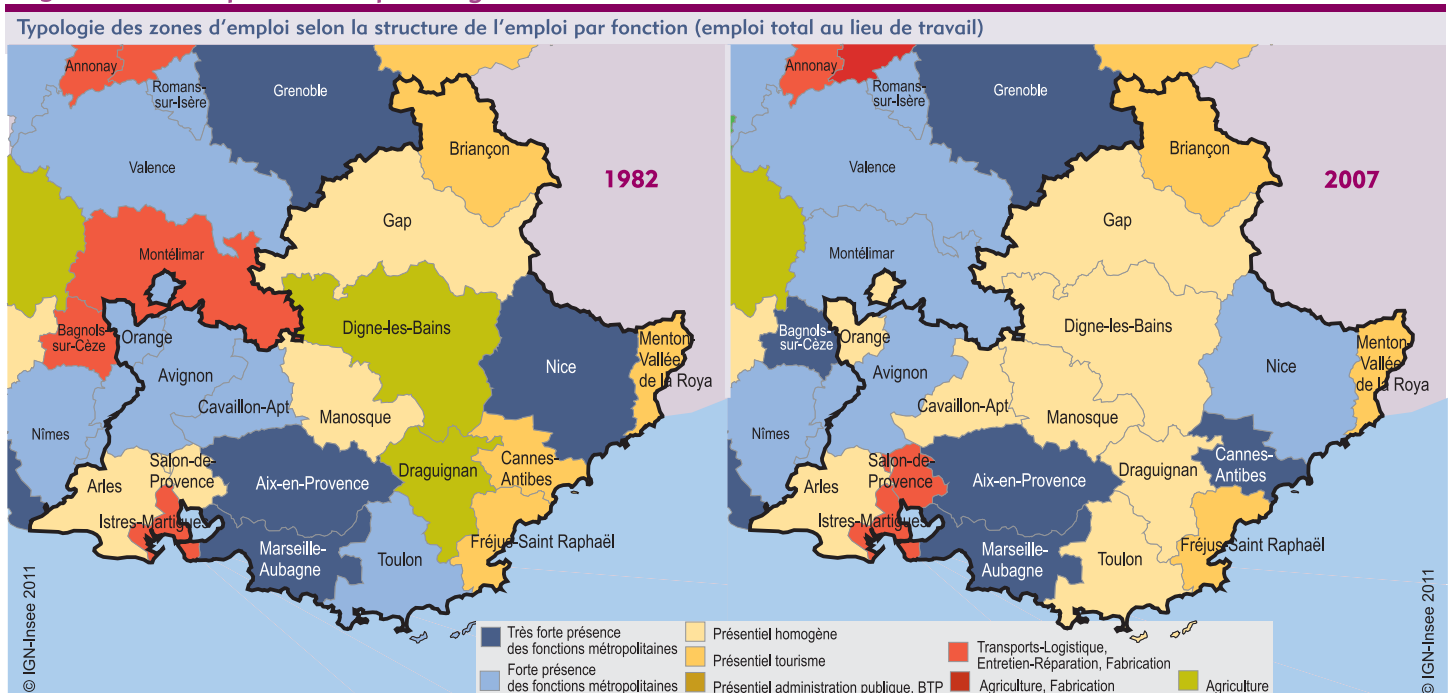 Typologie des zones d'emploi selon la structure de l'emploi par fonction (emploi total au lieu de travail)
1982
Annonay
Romans-
sur-Isère
Grenoble
Briançon
Valence
Gap
Montélimar
Digne-les-Bains
Bagnols-
sur-Cèze
Orange
Avignon
Nice
Menton-
Vallée
de la Roya
Cavaillon-Apt
Manosque
Nîmes
Salon-de-
Provence
Arles
Aix-en-Provence
Draguignan
Cannes-
Antibes
Istres-Martigues
Marseille-
Aubagne
Toulon
Fréjus-Saint Raphaël
© IGN-Insee 2011
2007
Annonay
Romans-
sur-Isère
Grenoble
Briançon
Valence
Gap
Montélimar
Digne-les-Bains
Bagnols-
sur-Cèze
Orange
Avignon
Nice
Menton-
Vallée
de la Roya
Cavaillon-Apt
Manosque
Nîmes
Salon-de-
Provence
Arles
Aix-en-Provence
Draguignan
Cannes-
Antibes
Istres-Martigues
Marseille-
Aubagne
Toulon
Fréjus-Saint Raphaël
© IGN-Insee 2011
Très forte présence
des fonctions métropolitaines
Forte présence
des fonctions métropolitaines
Présentiel homogène
Présentiel tourisme
Présentiel administration publique, BTP
Transports-Logistique,
Entretien-Réparation, Fabrication
Agriculture, Fabrication
Agriculture